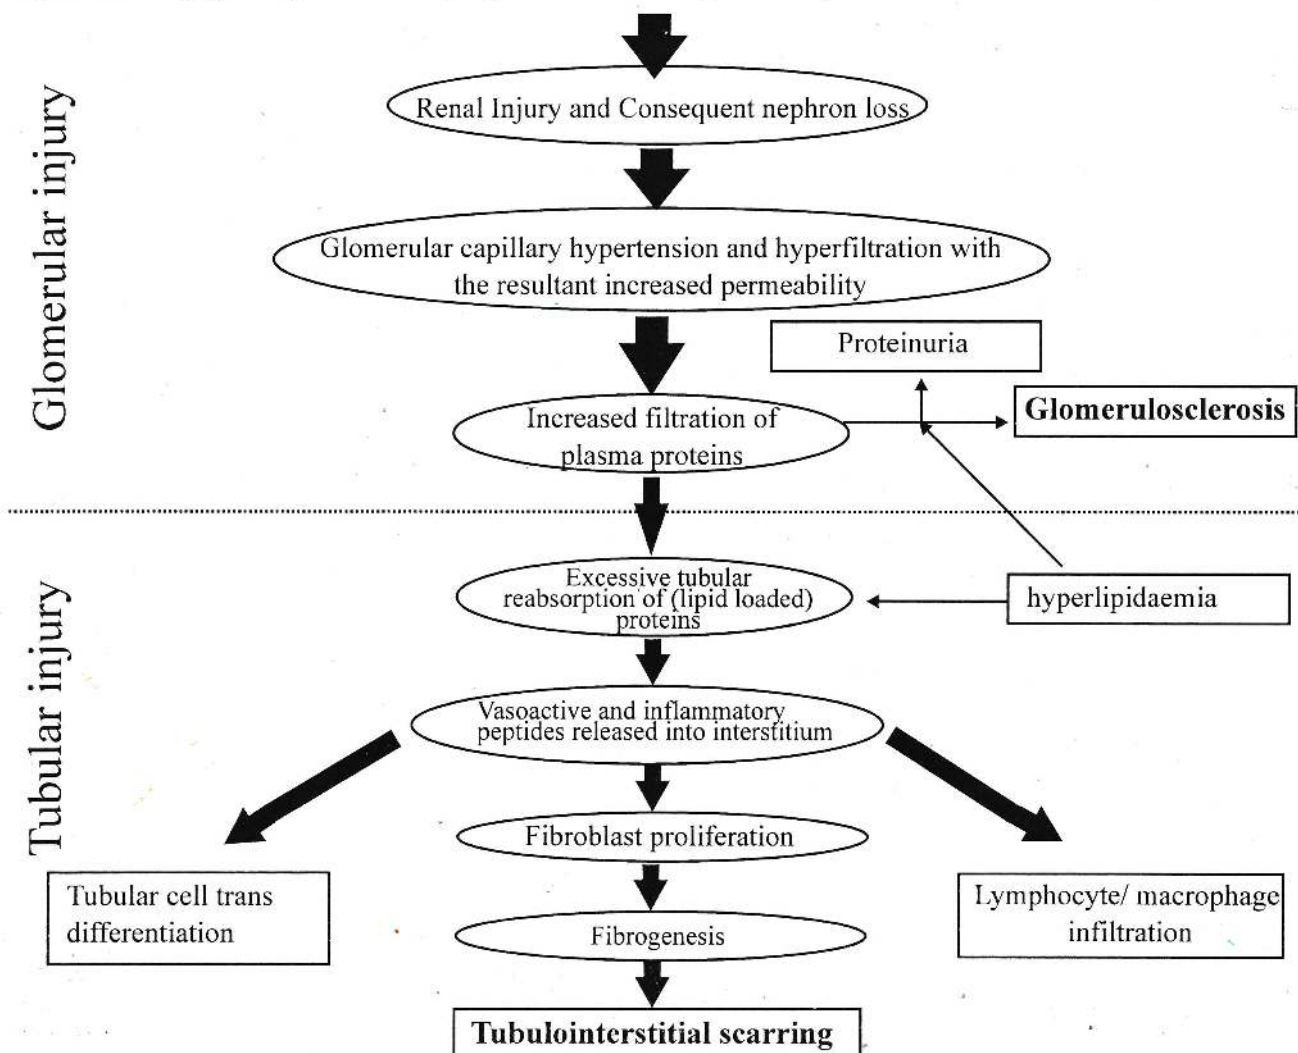 Glomerular injury
Renal Injury and Consequent nephron loss
Glomerular capillary hypertension and hyperfiltration with
the resultant increased permeability
Proteinuria
Glomerulosclerosis
Increased filtration of
plasma proteins
Tubular injury
Excessive tubular
reabsorption of (lipid loaded)
proteins
hyperlipidaemia
Vasoactive and inflammatory
peptides released into interstitium
Fibroblast proliferation
Tubular cell trans
differentiation
Lymphocyte/ macrophage
infiltration
Fibrogenesis
Tubulointerstitial scarring